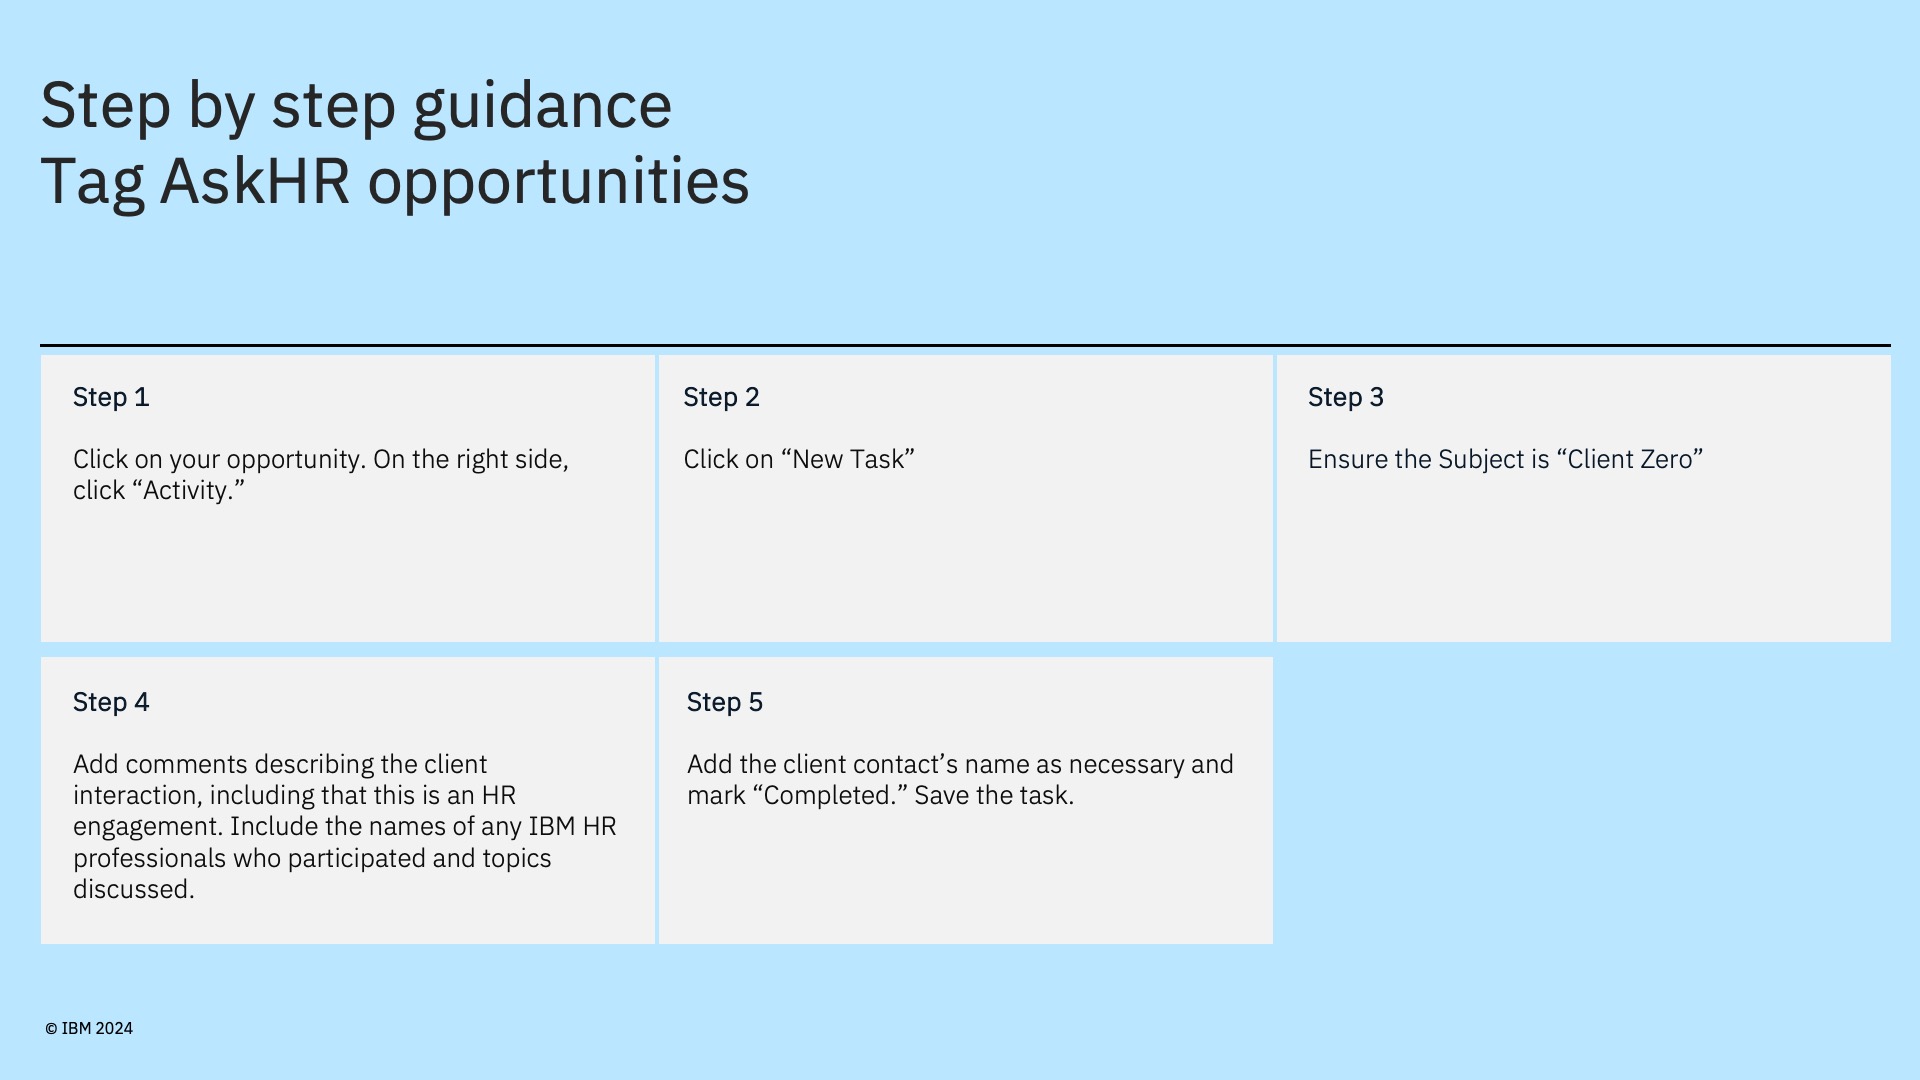 Step by step guidance
Tag AskHR opportunities
Step 1
Click on your opportunity. On the right side,
click “Activity.”
Step 2
Click on “New Task”
Step 3
Ensure the Subject is “Client Zero”
Step 4
Add comments describing the client
interaction, including that this is an HR
engagement. Include the names of any IBM HR
professionals who participated and topics
discussed.
Step 5
Add the client contact’s name as necessary and
mark “Completed.” Save the task.
© IBM 2024